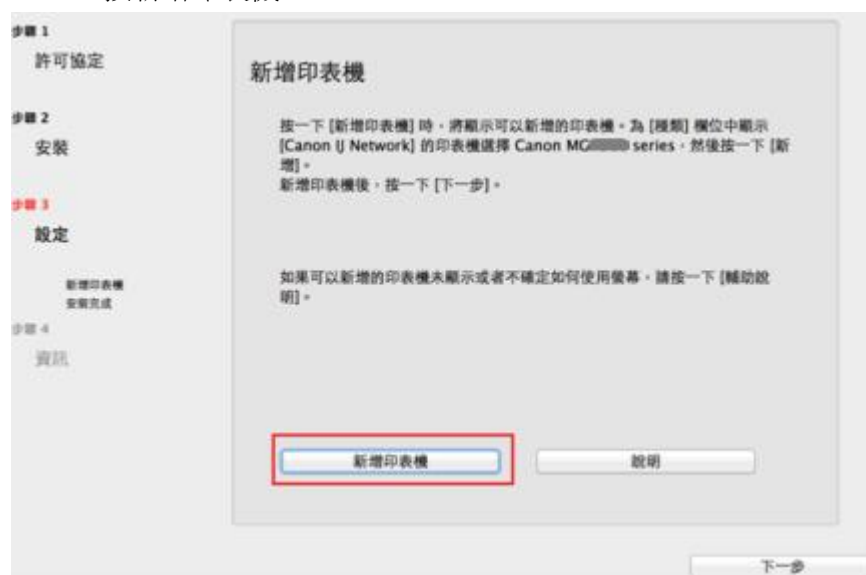 步驟 1
許可協定
步驟 2
安裝
步驟 3
設定
新增印表機
安裝完成
步驟 4
資訊
新增印表機
按一下 [新增印表機] 時，將顯示可以新增的印表機。為 [種類] 欄位中顯示
[Canon IJ Network] 的印表機選擇 Canon MG series，然後按一下 [新
增]。
新增印表機後，按一下 [下一步]。
如果可以新增的印表機未顯示或者不確定如何使用螢幕，請按一下 [輔助說
明]。
新增印表機
說明
下一步